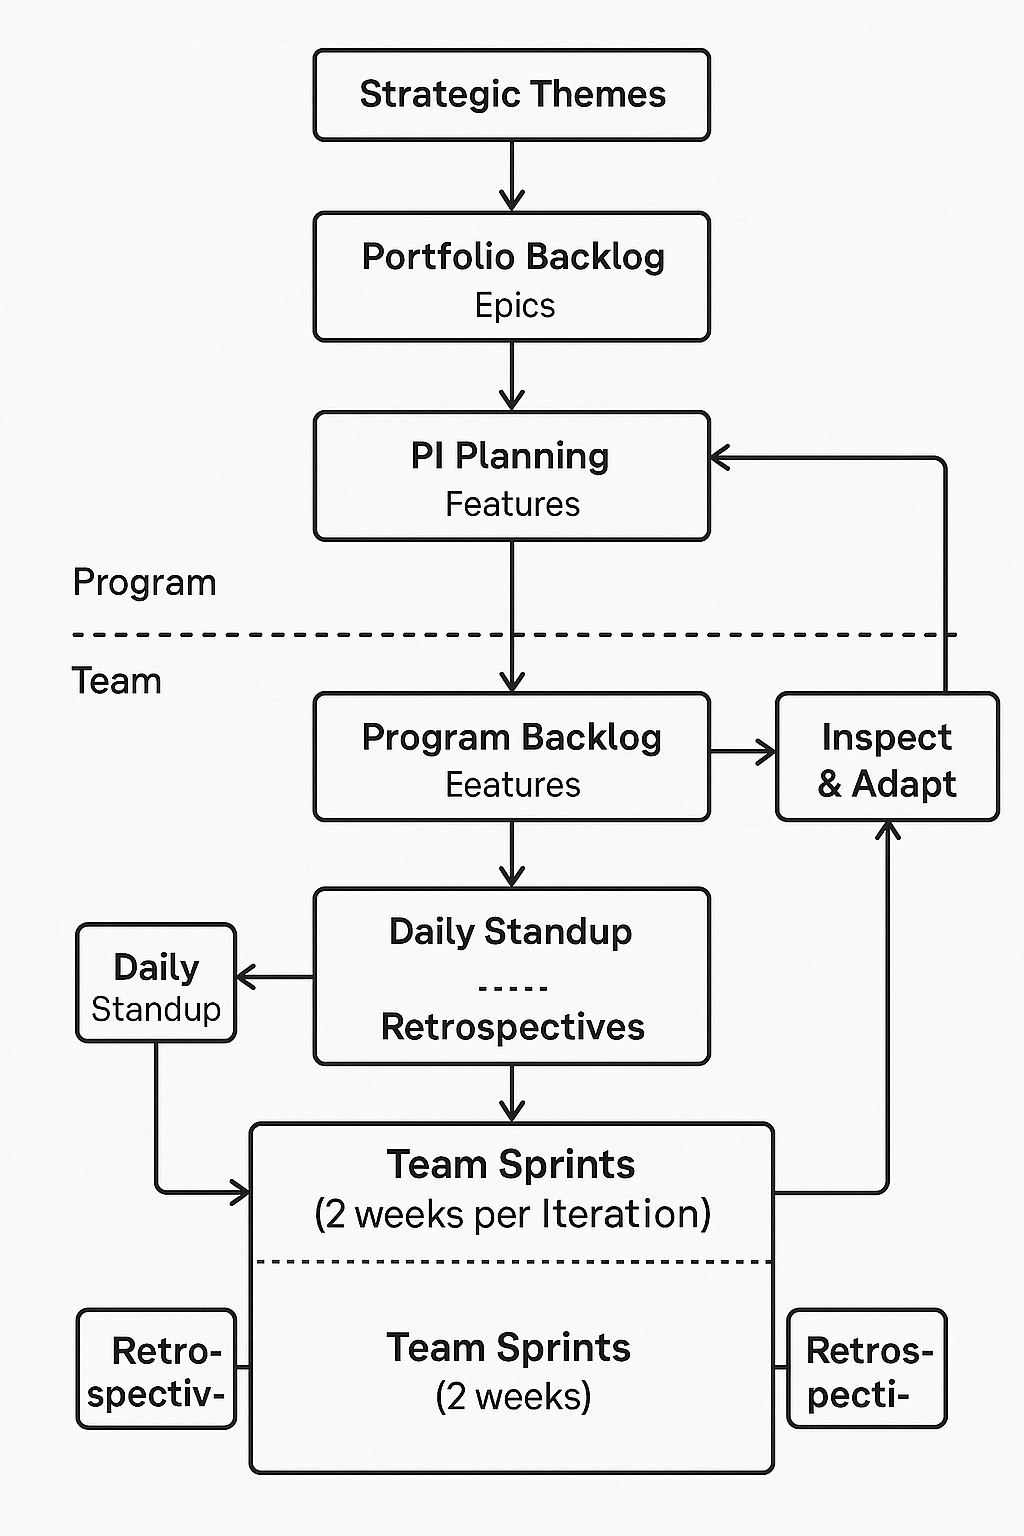 Strategic Themes
Portfolio Backlog
Epics
PI Planning
Features
Program
Team
Program Backlog
Eeatures
Inspect
& Adapt
Daily Standup
Retrospectives
Daily
Standup
Team Sprints
(2 weeks per Iteration)
Retro-
spectiv-
Team Sprints
(2 weeks)
Retros-
pecti-